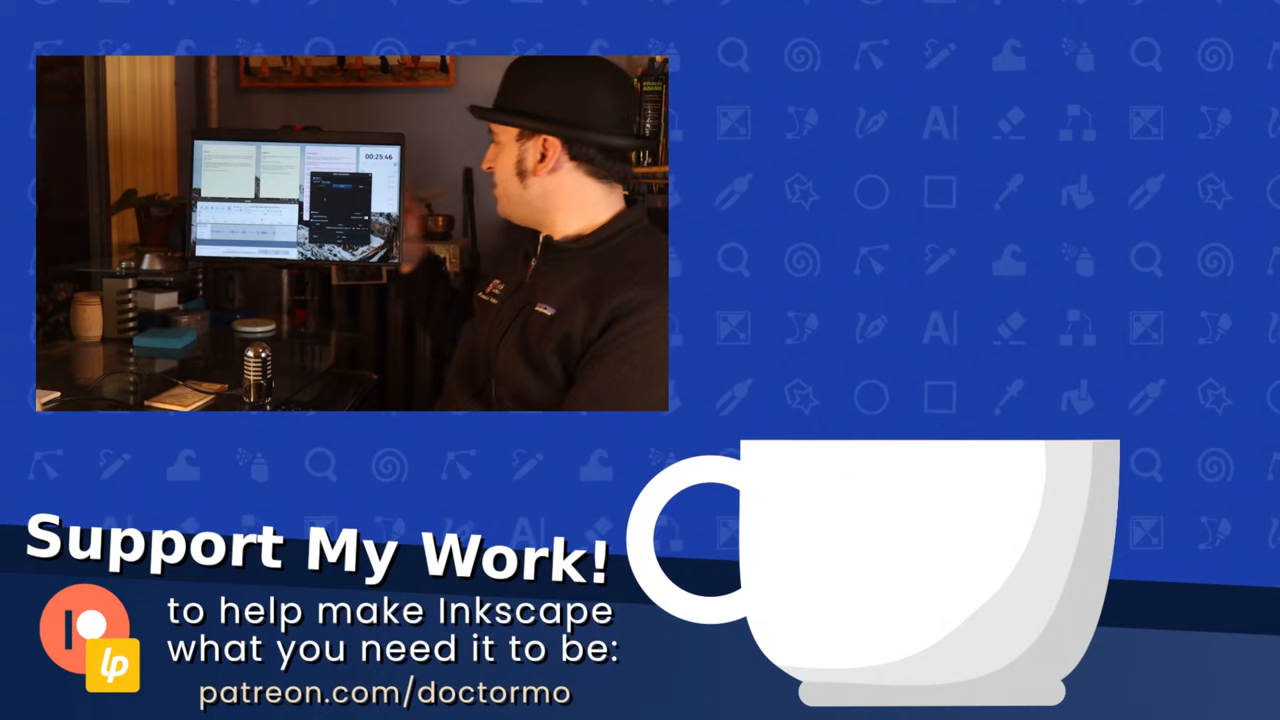 00:25:46
Support My Work!
to help make Inkscape
what you need it to be:
patreon.com/doctormo
lp
A
A
A